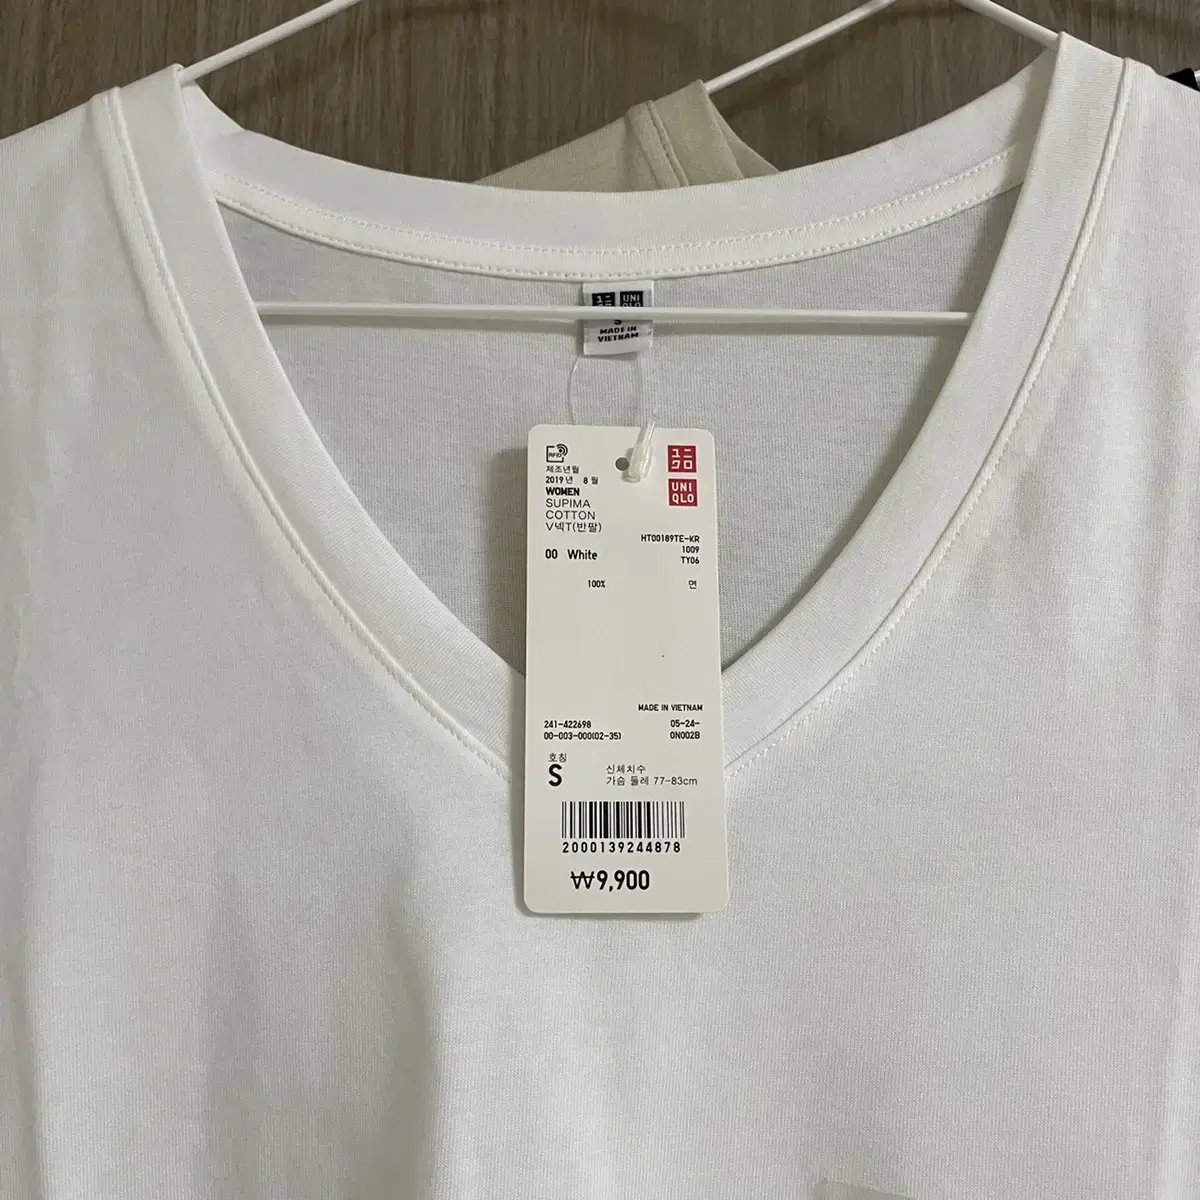 ユニ
UNI
QLO
S
MADE IN
VIETNAM
RFID
ユニ
クロ
UNI
QLO
제조년월
2019년 8월
WOMEN
SUPIMA
COTTON
V넥T(반팔)
HT00189TE-KR
1009
TY06
00 White
100% 면
MADE IN VIETNAM
241-422698 05-24-
00-003-000(02-35) 0N002B
호칭
S
신체치수
가슴 둘레 77-83cm
2000139244878
₩9,900